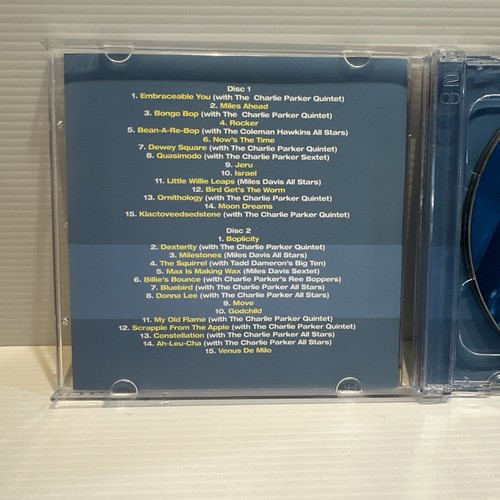 Disc 1
1. Embraceable You (with The Charlie Parker Quintet)
2. Miles Ahead
3. Bongo Bop (with The Charlie Parker Quintet)
4. Rocker
5. Bean-A-Re-Bop (with The Coleman Hawkins All Stars)
6. Now's The Time
7. Dewey Square (with The Charlie Parker Quintet)
8. Quasimodo (with The Charlie Parker Sextet)
9. Jeru
10. Israel
11. Little Willie Leaps (Miles Davis All Stars)
12. Bird Get's The Worm
13. Ornithology (with The Charlie Parker Quintet)
14. Moon Dreams
15. Klactoveedsedstene (with The Charlie Parker Quintet)
Disc 2
1. Boplicity
2. Dexterity (with The Charlie Parker Quintet)
3. Milestones (Miles Davis All Stars)
4. The Squirrel (with Tadd Dameron's Big Ten)
5. Max Is Making Wax (Miles Davis Sextet)
6. Billie's Bounce (with Charlie Parker's Ree Boppers)
7. Bluebird (with The Charlie Parker All Stars)
8. Donna Lee (with The Charlie Parker All Stars)
9. Move
10. Godchild
11. My Old Flame (with The Charlie Parker Quintet)
12. Scrapple From The Apple (with The Charlie Parker Quintet)
13. Constellation (with The Charlie Parker All Stars)
14. Ah-Leu-Cha (with The Charlie Parker All Stars)
15. Venus De Milo